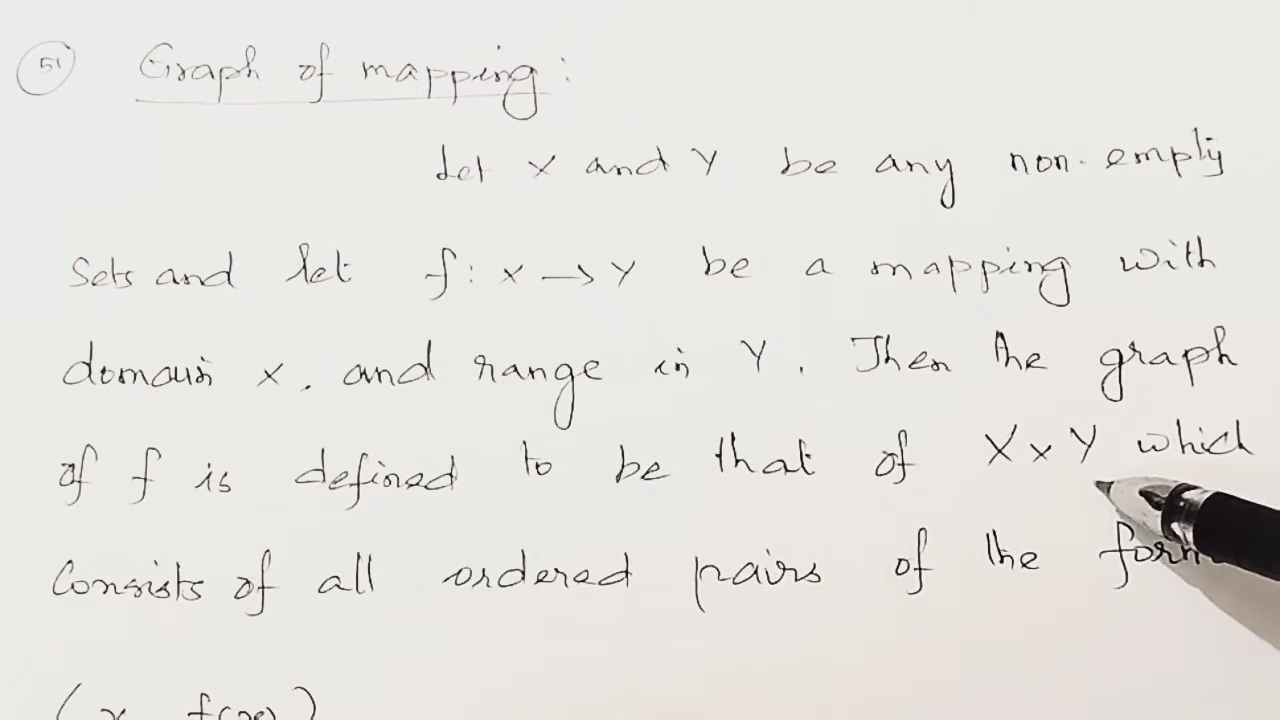 51 Graph of mapping:
Let X and Y be any non-empty
Sets and let f: X → Y be a mapping with
domain X, and range in Y. Then the graph
of f is defined to be that of X × Y which
Consists of all ordered pairs of the form
(x, f(x))